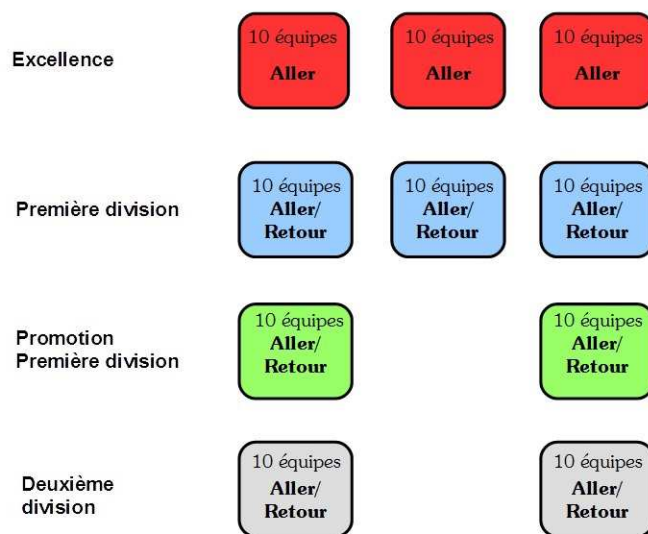 Excellence
10 équipes
Aller
10 équipes
Aller
10 équipes
Aller
Première division
10 équipes
Aller/
Retour
10 équipes
Aller/
Retour
10 équipes
Aller/
Retour
Promotion
Première division
10 équipes
Aller/
Retour
10 équipes
Aller/
Retour
Deuxième
division
10 équipes
Aller/
Retour
10 équipes
Aller/
Retour